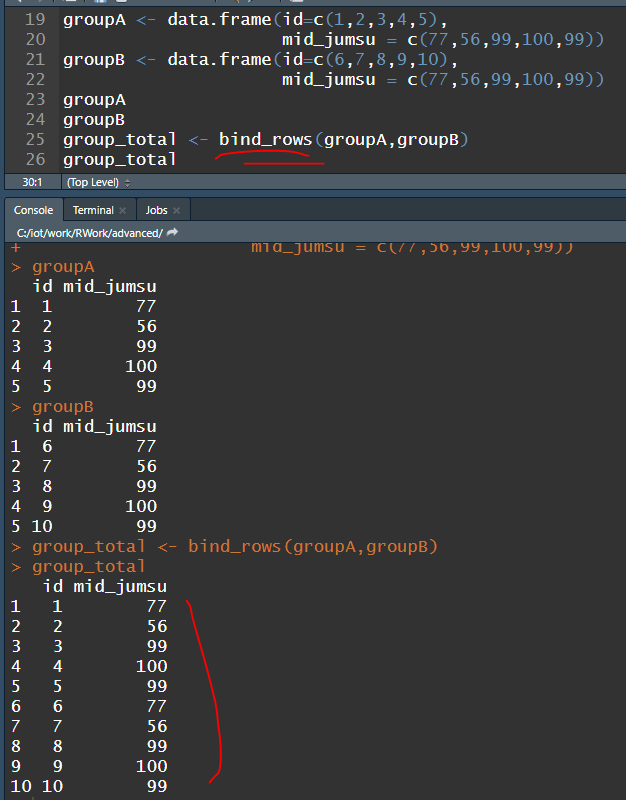 19 groupA <- data.frame(id=c(1,2,3,4,5),
20 mid_jumsu = c(77,56,99,100,99))
21 groupB <- data.frame(id=c(6,7,8,9,10),
22 mid_jumsu = c(77,56,99,100,99))
23 groupA
24 groupB
25 group_total <- bind_rows(groupA,groupB)
26 group_total
30:1 (Top Level)
Console Terminal Jobs
C:/iot/work/RWork/advanced/
+ mid_jumsu = c(77,56,99,100,99))
> groupA
id mid_jumsu
1 1 77
2 2 56
3 3 99
4 4 100
5 5 99
> groupB
id mid_jumsu
1 6 77
2 7 56
3 8 99
4 9 100
5 10 99
> group_total <- bind_rows(groupA,groupB)
> group_total
id mid_jumsu
1 1 77
2 2 56
3 3 99
4 4 100
5 5 99
6 6 77
7 7 56
8 8 99
9 9 100
10 10 99